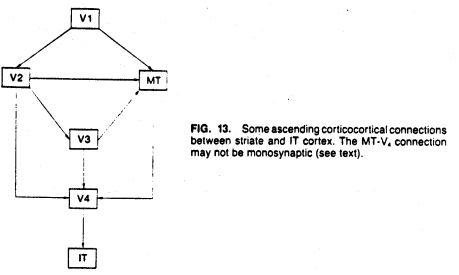 V1
V2
MT
V3
V4
IT
FIG. 13. Some ascending corticocortical connections
between striate and IT cortex. The MT-V₄ connection
may not be monosynaptic (see text).